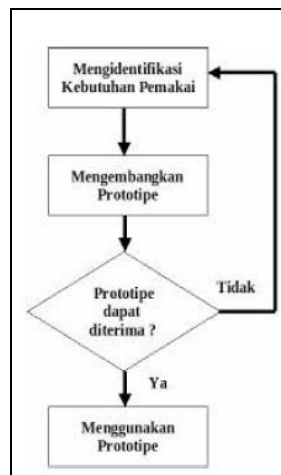 Mengidentifikasi
Kebutuhan Pemakai
Mengembangkan
Prototipe
Prototipe
dapat
diterima ?
Tidak
Ya
Menggunakan
Prototipe